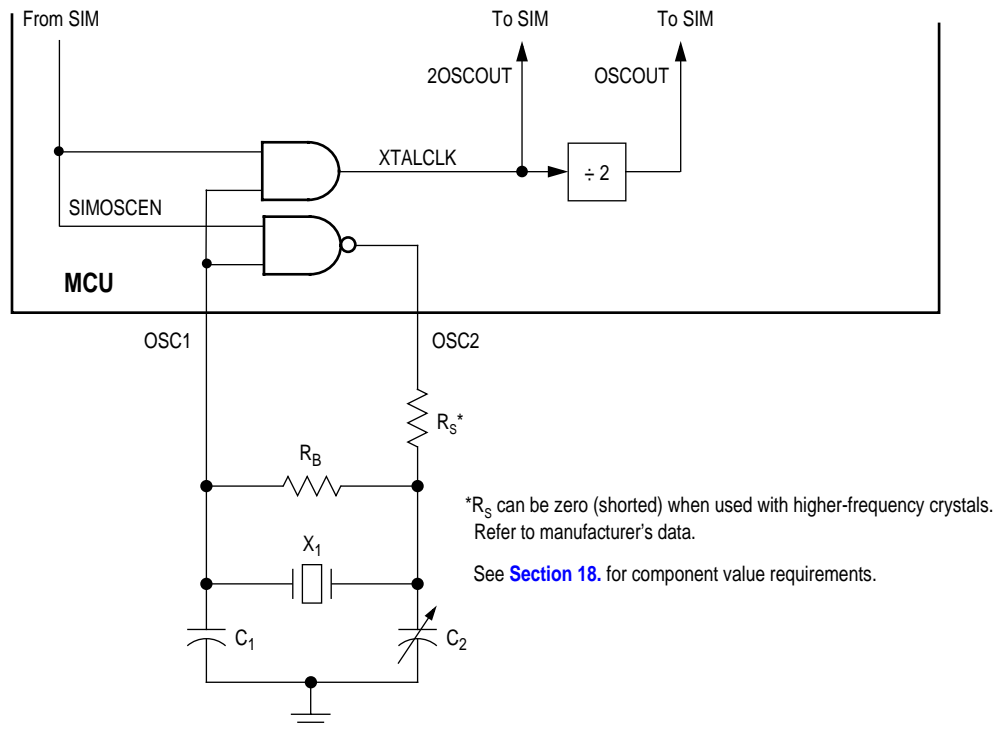 From SIM
To SIM
To SIM
2OSCOUT
OSCOUT
XTALCLK
÷ 2
SIMOSCEN
MCU
OSC1
OSC2
RS*
RB
*RS can be zero (shorted) when used with higher-frequency crystals.
Refer to manufacturer's data.
X1
See Section 18. for component value requirements.
C1
C2